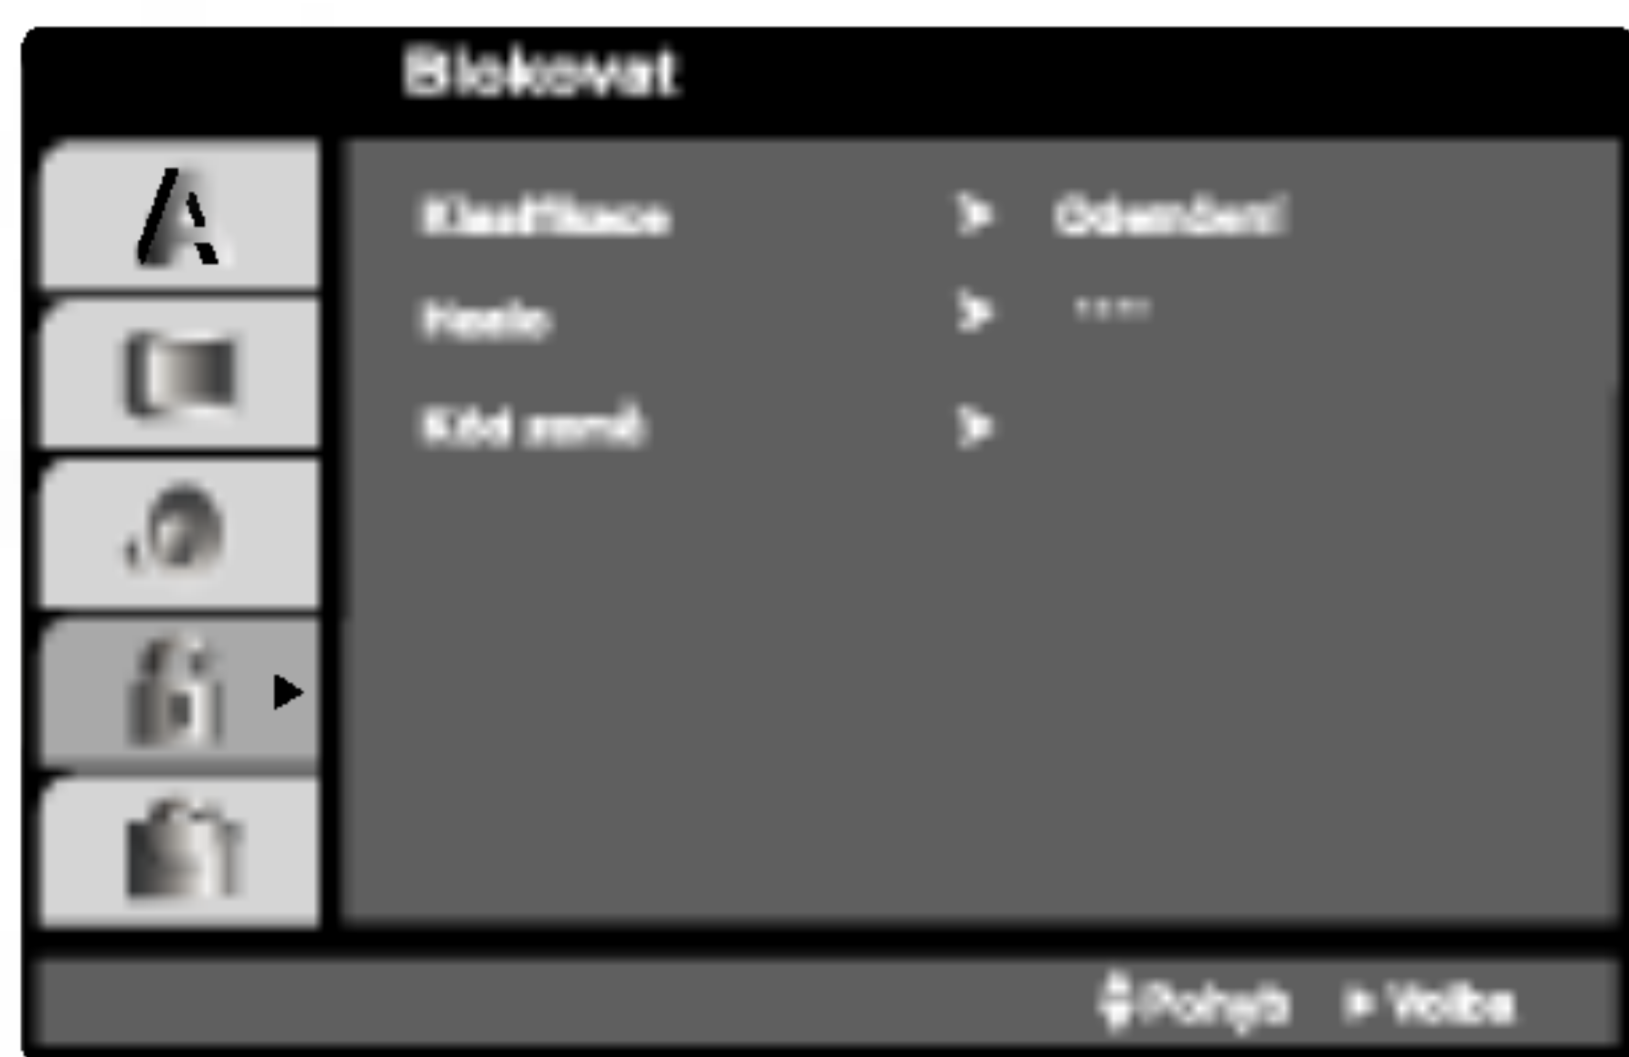 Blokovat
Klasifikace > Odemčení
Heslo > ****
Kód země >
Pohyb Volba